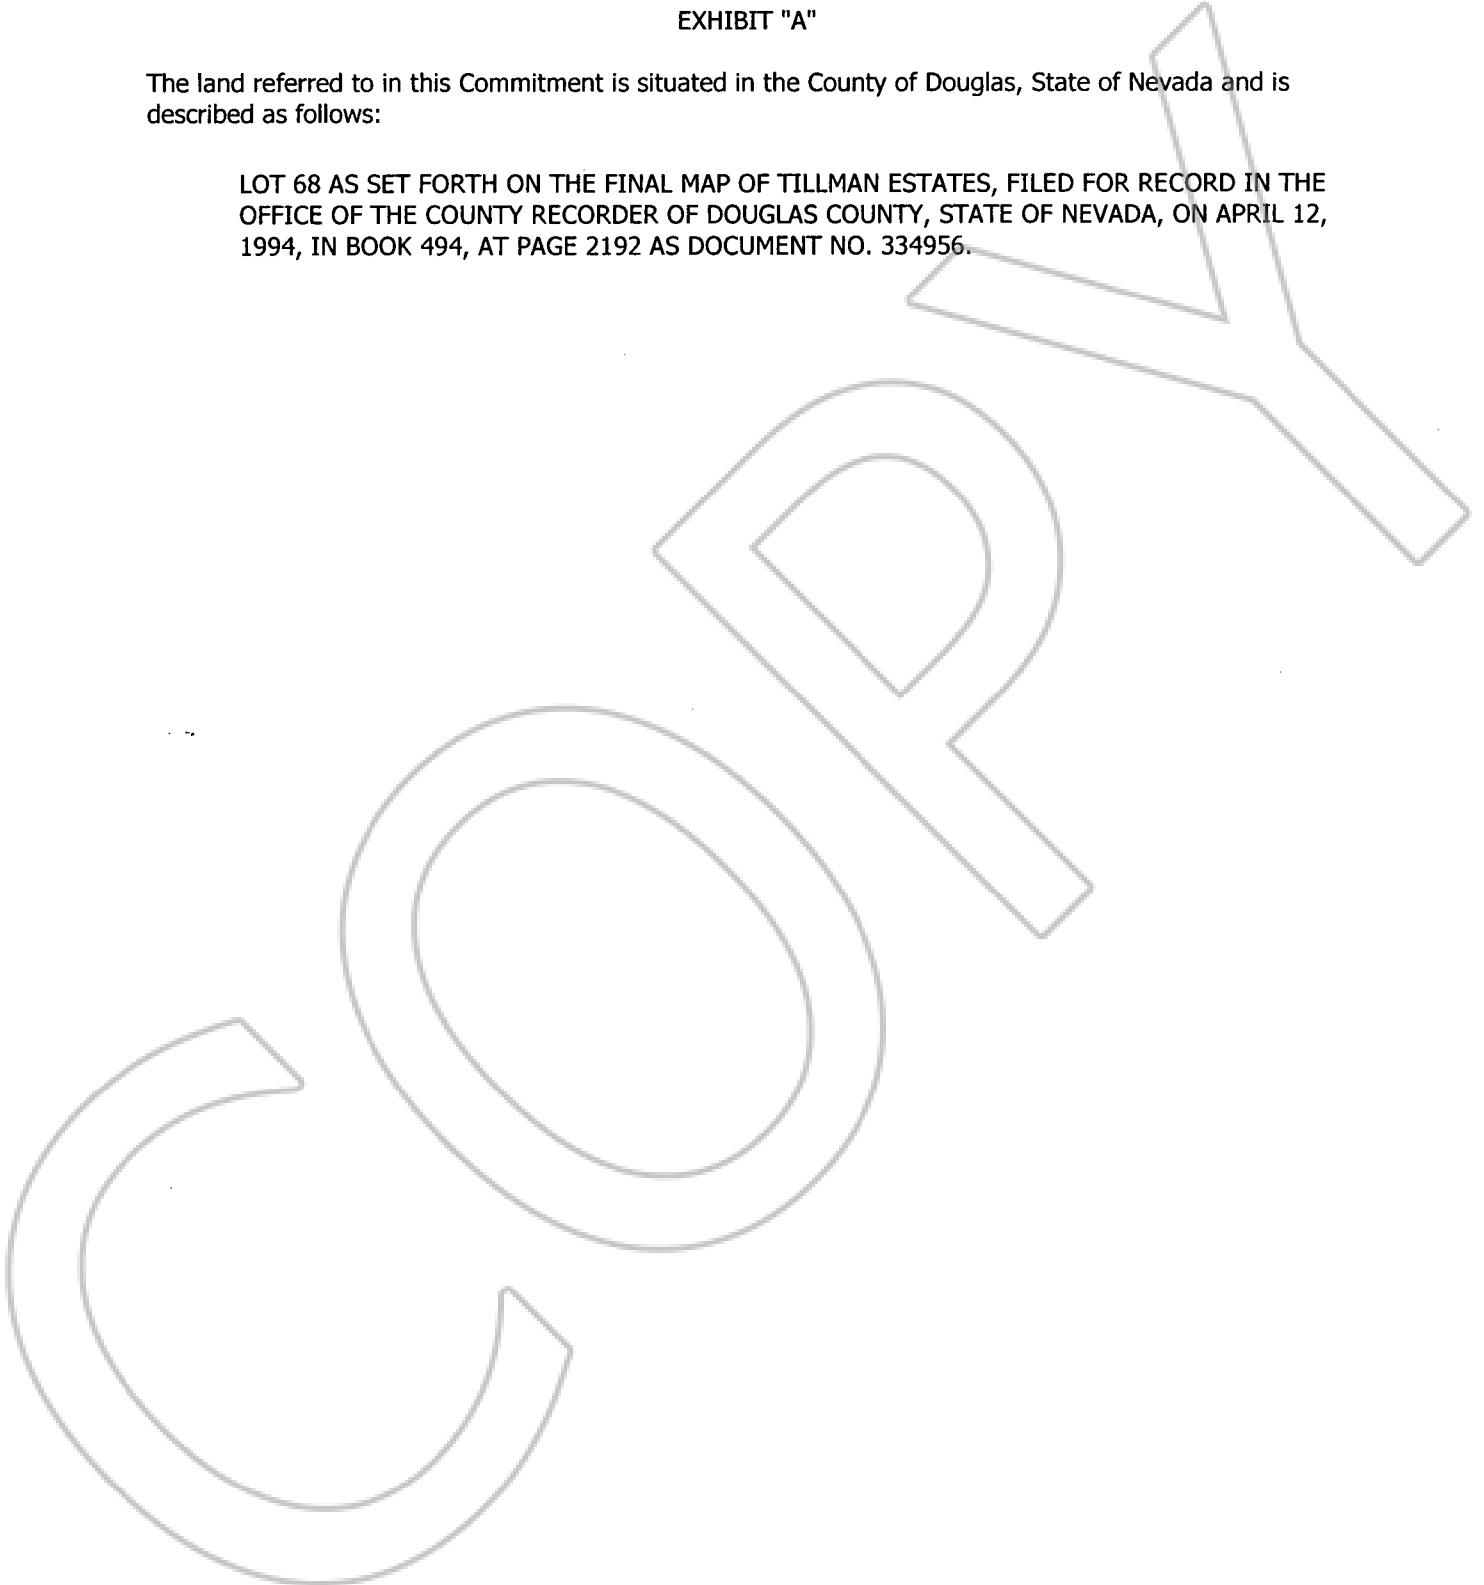 EXHIBIT "A"
The land referred to in this Commitment is situated in the County of Douglas, State of Nevada and is
described as follows:
LOT 68 AS SET FORTH ON THE FINAL MAP OF TILLMAN ESTATES, FILED FOR RECORD IN THE
OFFICE OF THE COUNTY RECORDER OF DOUGLAS COUNTY, STATE OF NEVADA, ON APRIL 12,
1994, IN BOOK 494, AT PAGE 2192 AS DOCUMENT NO. 334956.
COPY